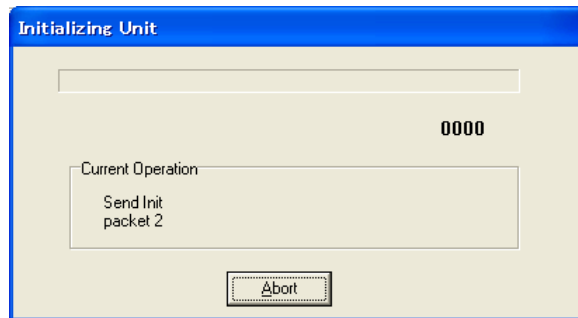 Initializing Unit
0000
Current Operation
Send Init
packet 2
Abort